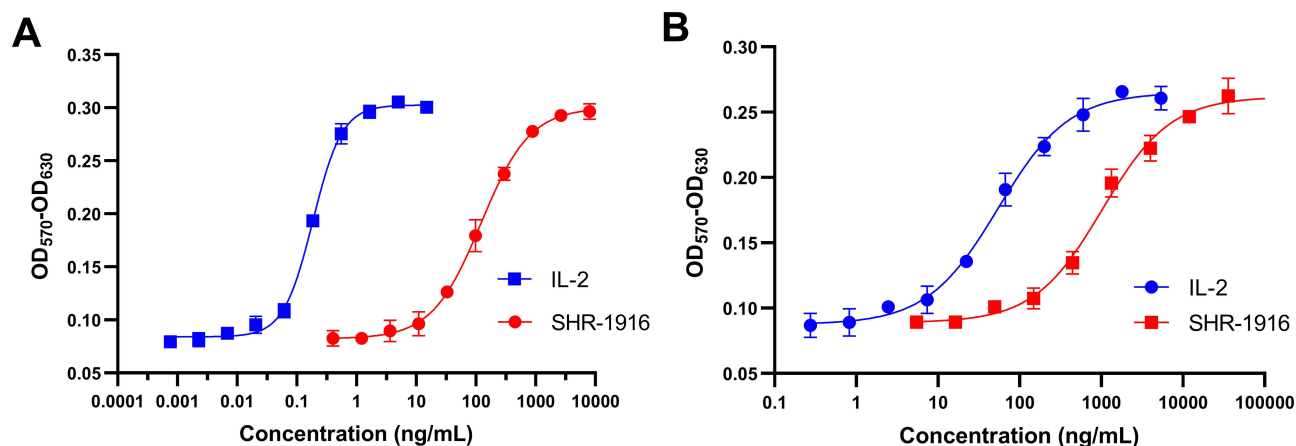 A
0.35
0.30
0.25
0.20
0.15
0.10
0.05
OD570-OD630
IL-2
SHR-1916
0.0001 0.001 0.01 0.1 1 10 100 1000 10000
Concentration (ng/mL)
B
0.30
0.25
0.20
0.15
0.10
0.05
OD570-OD630
IL-2
SHR-1916
0.1 1 10 100 1000 10000 100000
Concentration (ng/mL)